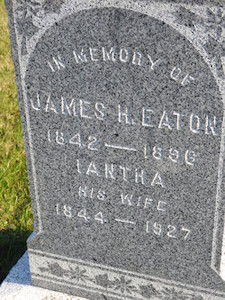 IN MEMORY OF
JAMES H. EATON
1842 — 1896
IANTHA
HIS WIFE
1844 — 1927